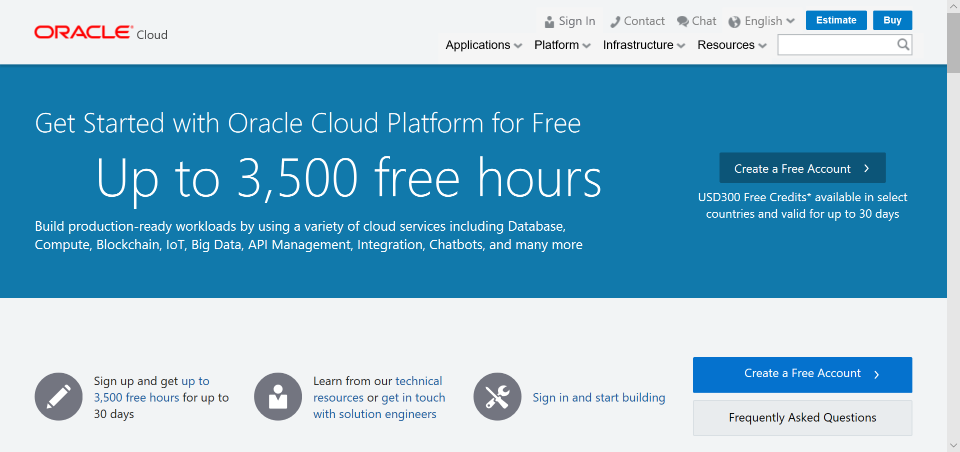 ORACLE Cloud
Sign In Contact Chat English Estimate Buy
Applications Platform Infrastructure Resources
Get Started with Oracle Cloud Platform for Free
Up to 3,500 free hours
Build production-ready workloads by using a variety of cloud services including Database,
Compute, Blockchain, IoT, Big Data, API Management, Integration, Chatbots, and many more
Create a Free Account
USD300 Free Credits* available in select
countries and valid for up to 30 days
Sign up and get up to
3,500 free hours for up to
30 days
Learn from our technical
resources or get in touch
with solution engineers
Sign in and start building
Create a Free Account
Frequently Asked Questions